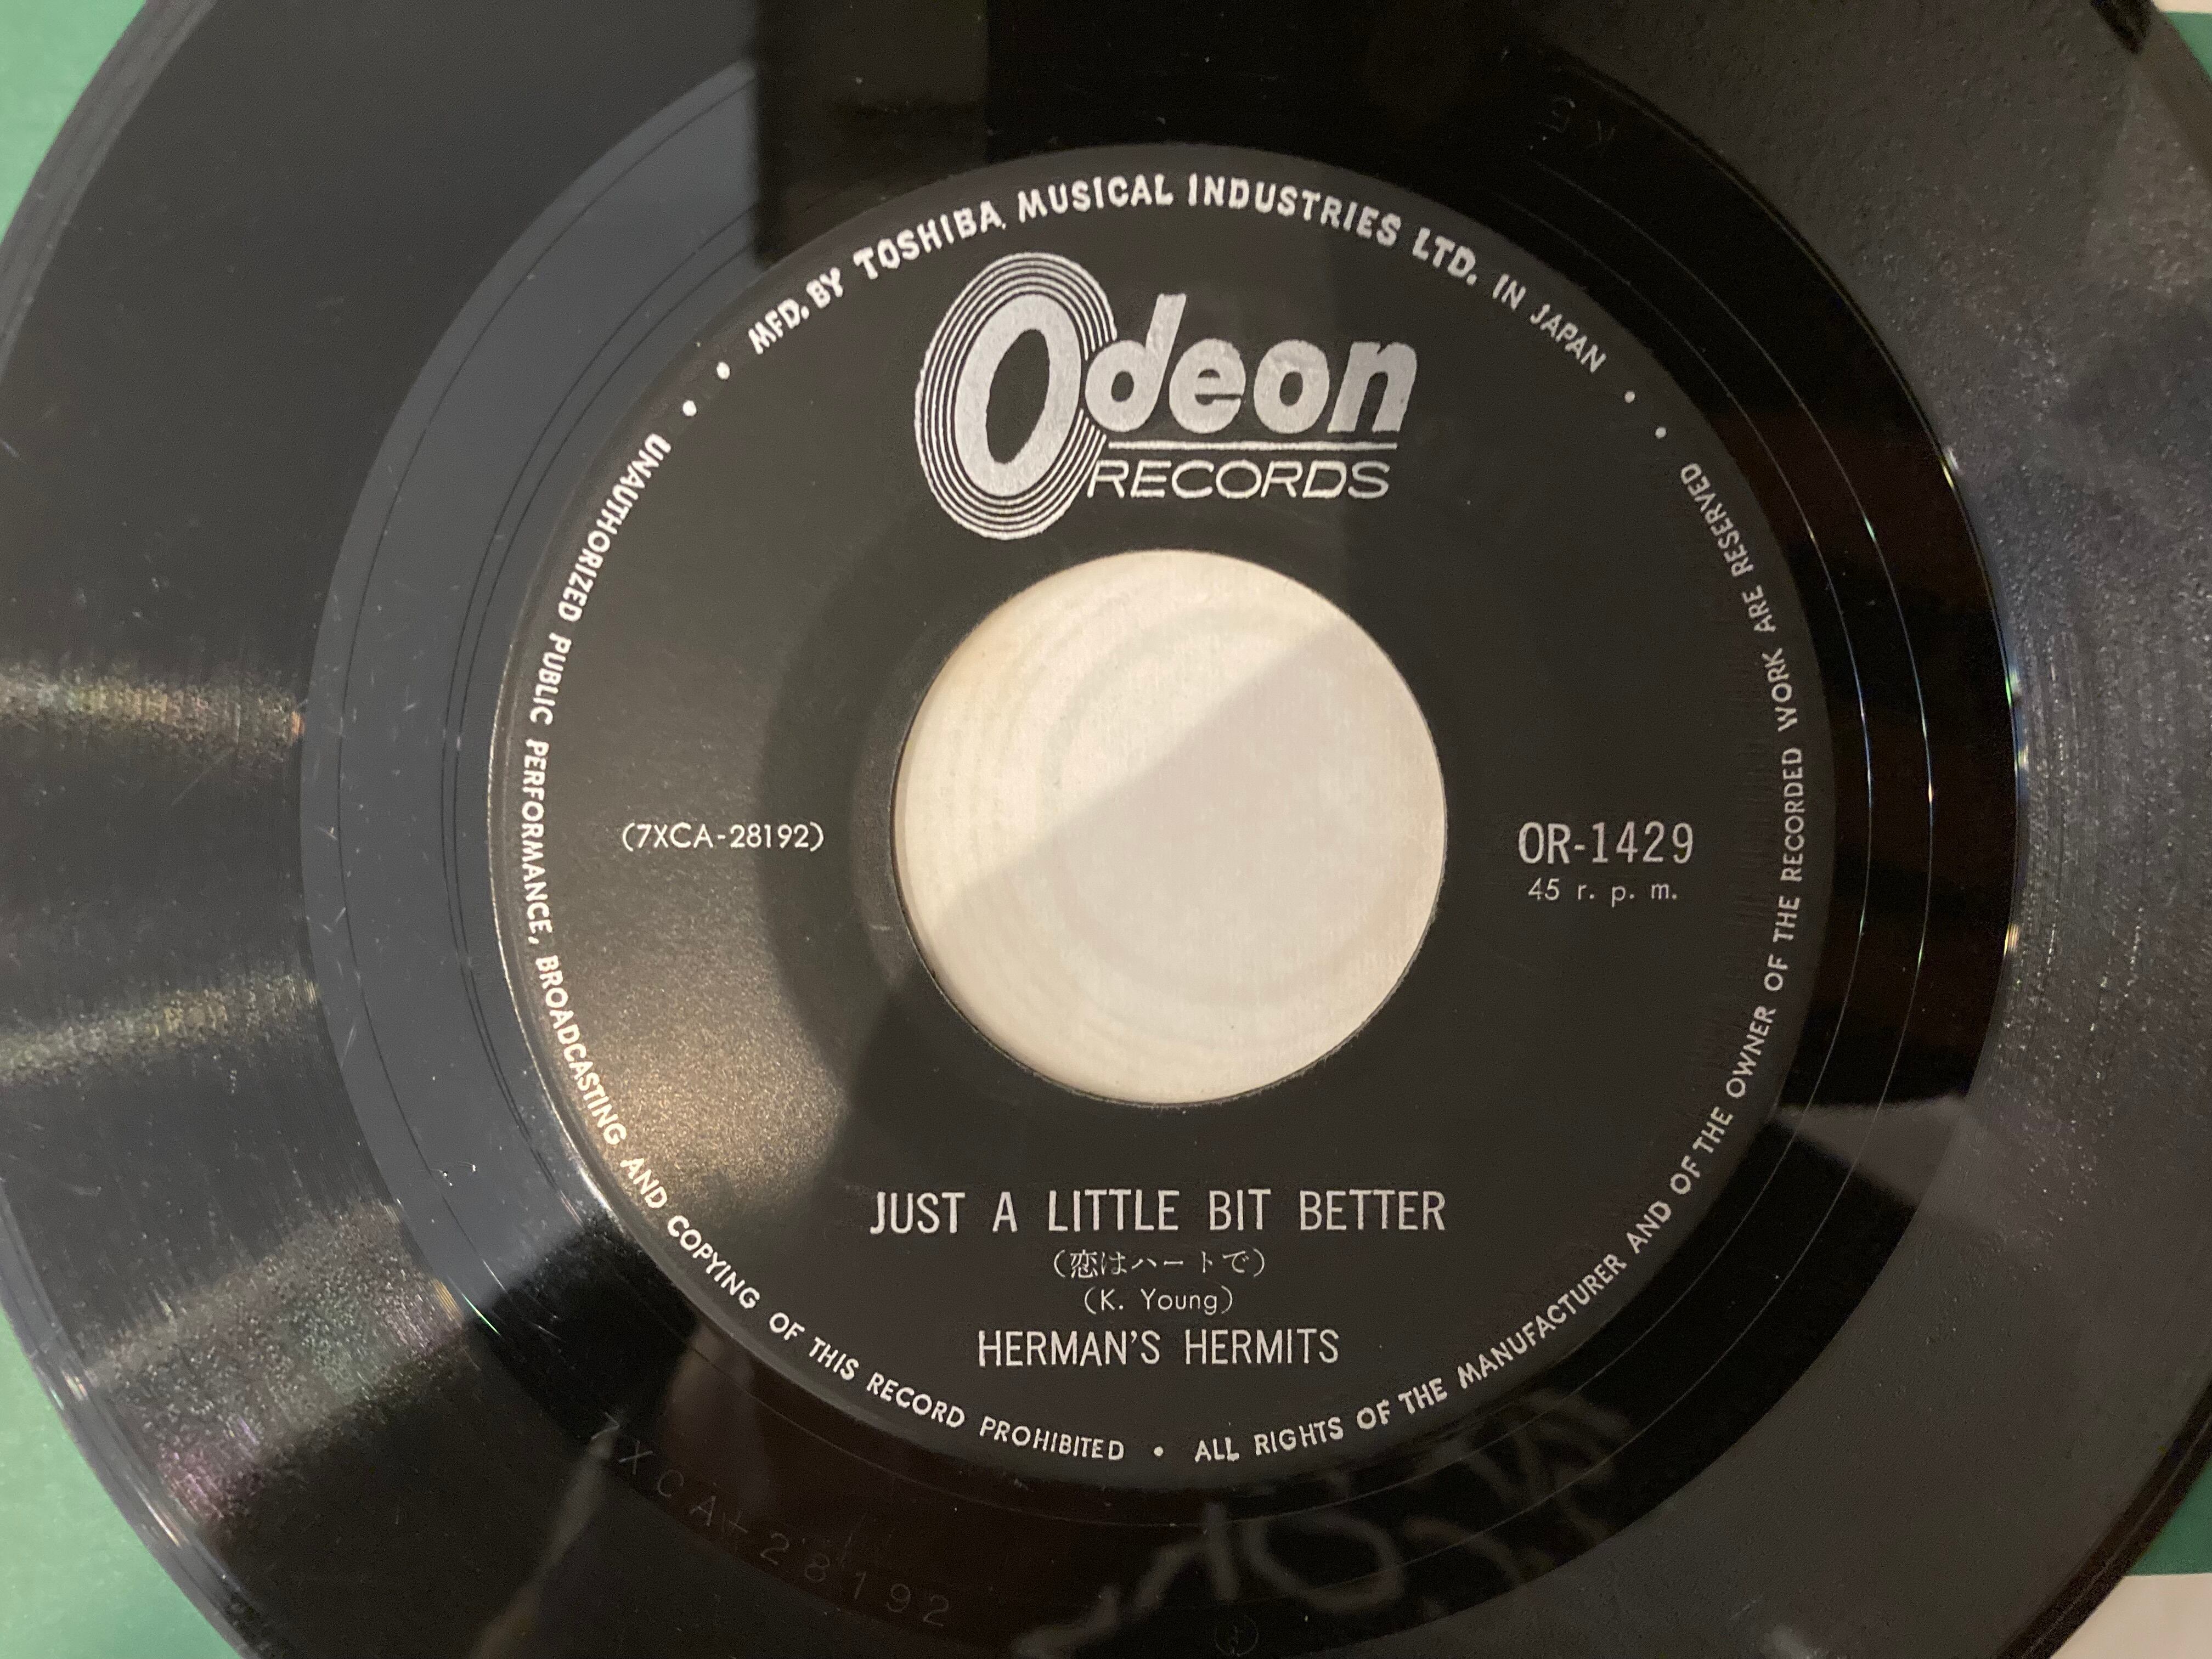 MFD. BY TOSHIBA MUSICAL INDUSTRIES LTD. IN JAPAN
Odeon
RECORDS
(7XCA-28192)
OR-1429
45 r. p. m.
JUST A LITTLE BIT BETTER
(恋はハートで)
(K. Young)
HERMAN'S HERMITS
UNAUTHORIZED PUBLIC PERFORMANCE, BROADCASTING AND COPYING OF THIS RECORD PROHIBITED • ALL RIGHTS OF THE MANUFACTURER AND OF THE OWNER OF THE RECORDED WORK ARE RESERVED
7XCA-28192